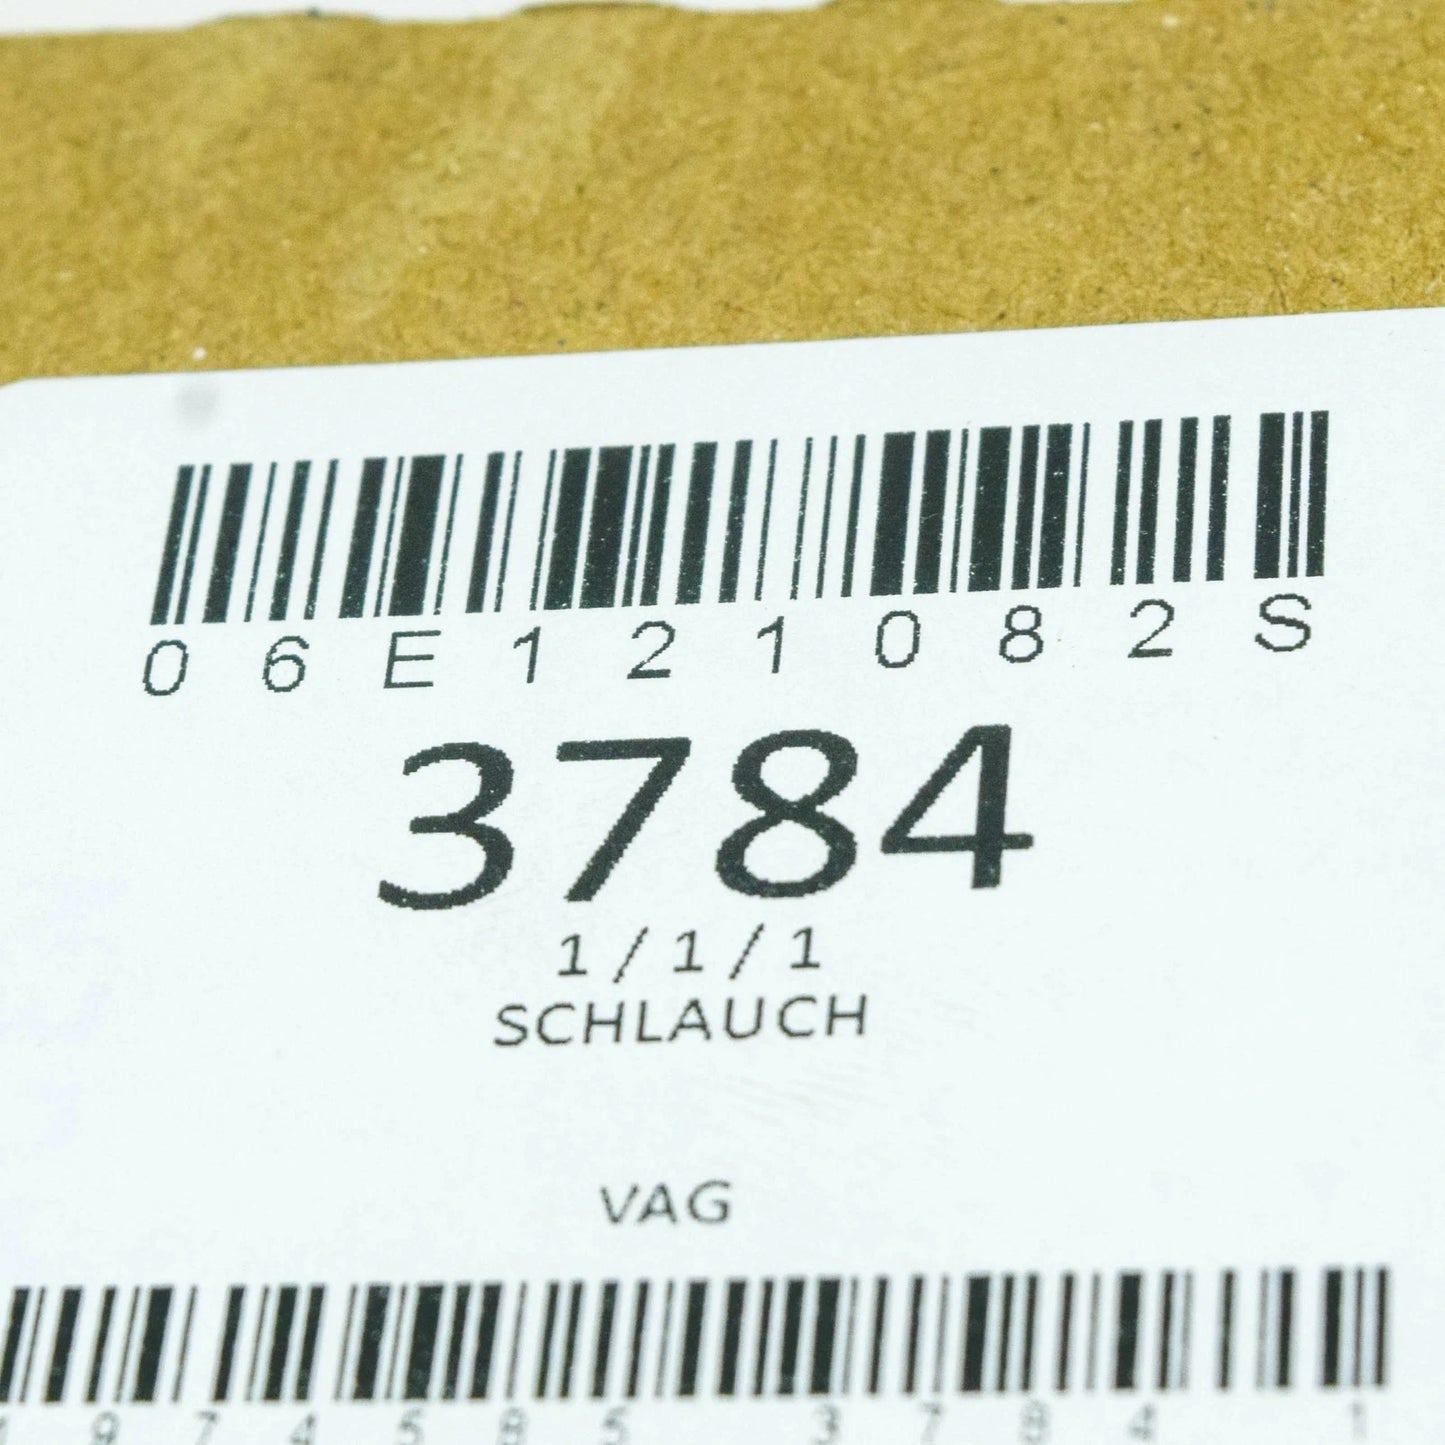 06E121082S
3784
1/1/1
SCHLAUCH
VAG